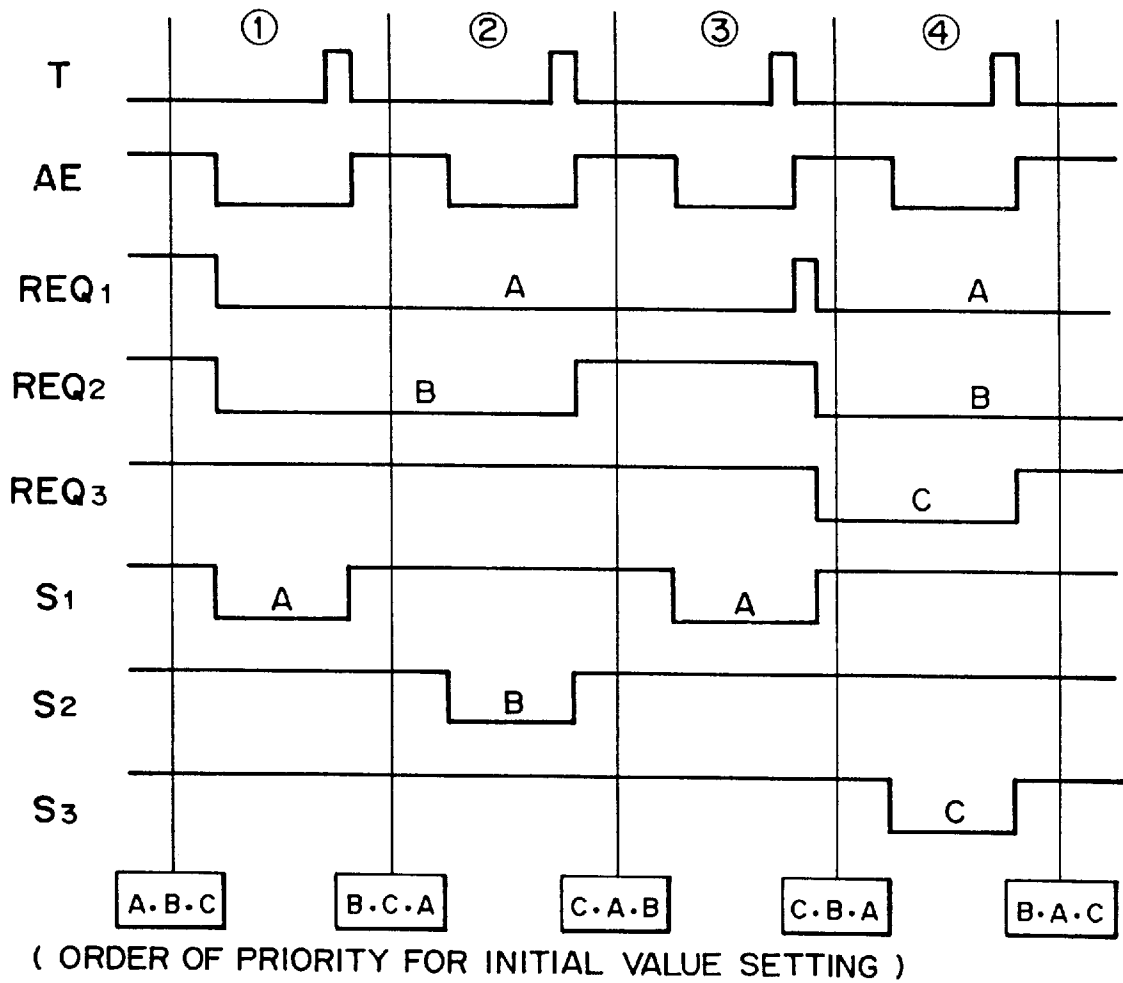 ① ② ③ ④
T
AE
REQ1 A A
REQ2 B B
REQ3 C
S1 A A
S2 B
S3 C
A·B·C B·C·A C·A·B C·B·A B·A·C
( ORDER OF PRIORITY FOR INITIAL VALUE SETTING )